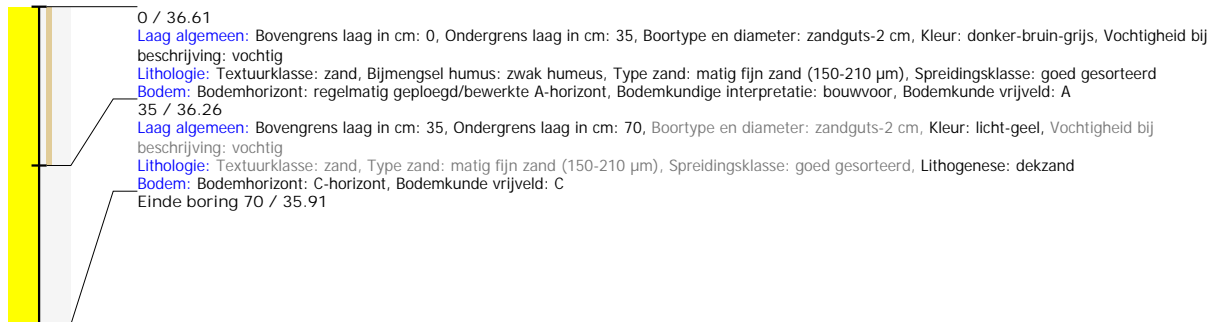 0 / 36.61
Laag algemeen: Bovengrens laag in cm: 0, Ondergrens laag in cm: 35, Boortype en diameter: zandguts-2 cm, Kleur: donker-bruin-grijs, Vochtigheid bij
beschrijving: vochtig
Lithologie: Textuurklasse: zand, Bijmengsel humus: zwak humeus, Type zand: matig fijn zand (150-210 µm), Spreidingsklasse: goed gesorteerd
Bodem: Bodemhorizont: regelmatig geploegd/bewerkte A-horizont, Bodemkundige interpretatie: bouwvoor, Bodemkunde vrijveld: A
35 / 36.26
Laag algemeen: Bovengrens laag in cm: 35, Ondergrens laag in cm: 70, Boortype en diameter: zandguts-2 cm, Kleur: licht-geel, Vochtigheid bij
beschrijving: vochtig
Lithologie: Textuurklasse: zand, Type zand: matig fijn zand (150-210 µm), Spreidingsklasse: goed gesorteerd, Lithogenese: dekzand
Bodem: Bodemhorizont: C-horizont, Bodemkunde vrijveld: C
Einde boring 70 / 35.91